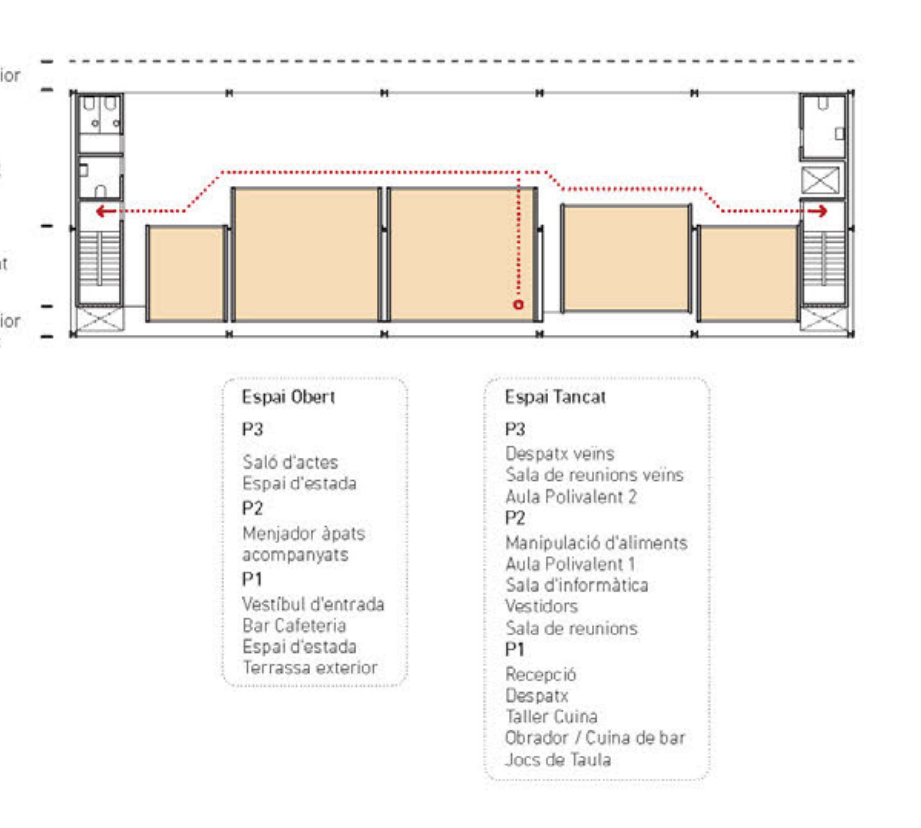 Espai Obert
P3
Saló d'actes
Espai d'estada
P2
Menjador àpats
acompanyats
P1
Vestíbul d'entrada
Bar Cafeteria
Espai d'estada
Terrassa exterior
Espai Tancat
P3
Despatx veïns
Sala de reunions veïns
Aula Polivalent 2
P2
Manipulació d'aliments
Aula Polivalent 1
Sala d'informàtica
Vestidors
Sala de reunions
P1
Recepció
Despatx
Taller Cuina
Obrador / Cuina de bar
Jocs de Taula